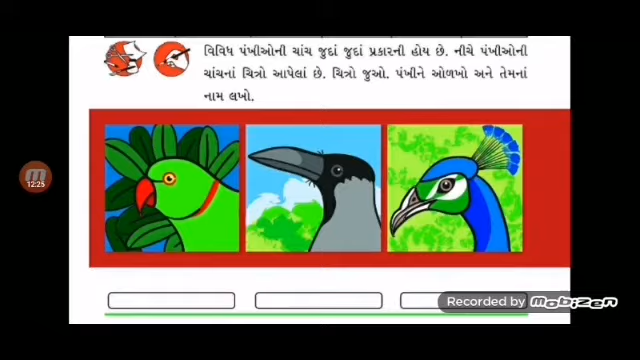 વિવિધ પંખીઓની ચાંચ જુદાં જુદાં પ્રકારની હોય છે. નીચે પંખીઓની
ચાંચનાં ચિત્રો આપેલાં છે. ચિત્રો જુઓ. પંખીને ઓળખો અને તેમનાં
નામ લખો.
12:25
Recorded by Mobizen